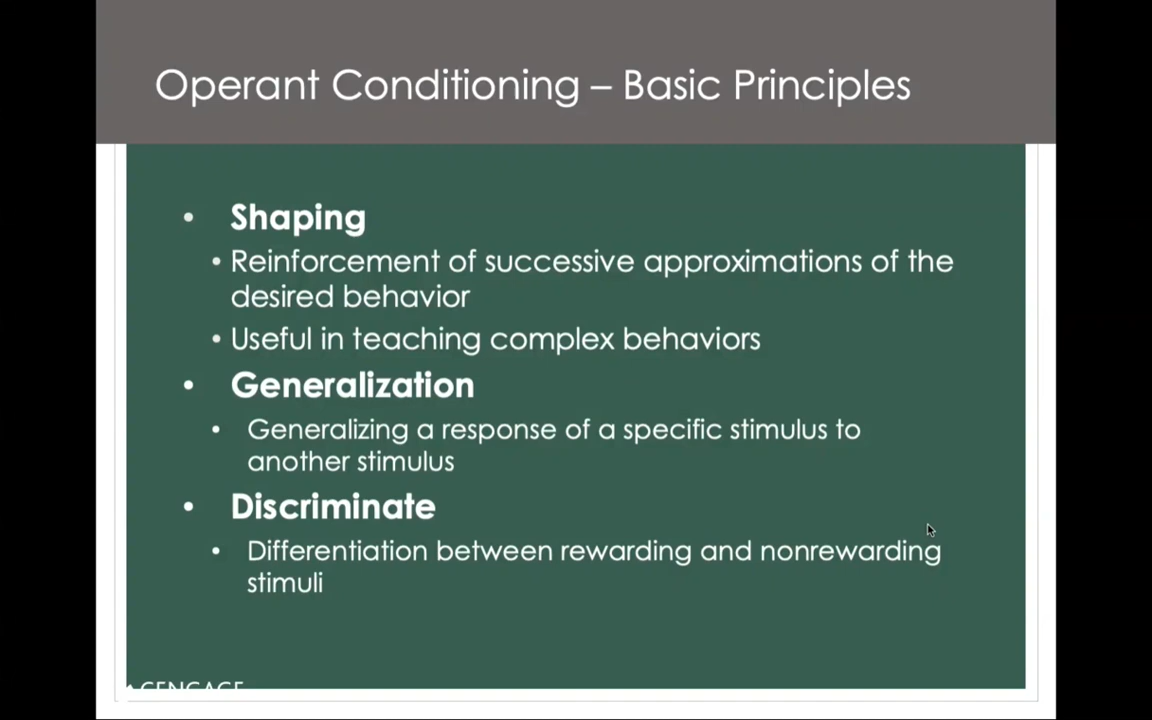 Operant Conditioning – Basic Principles
• Shaping
• Reinforcement of successive approximations of the
desired behavior
• Useful in teaching complex behaviors
• Generalization
• Generalizing a response of a specific stimulus to
another stimulus
• Discriminate
• Differentiation between rewarding and nonrewarding
stimuli
CENGAGE